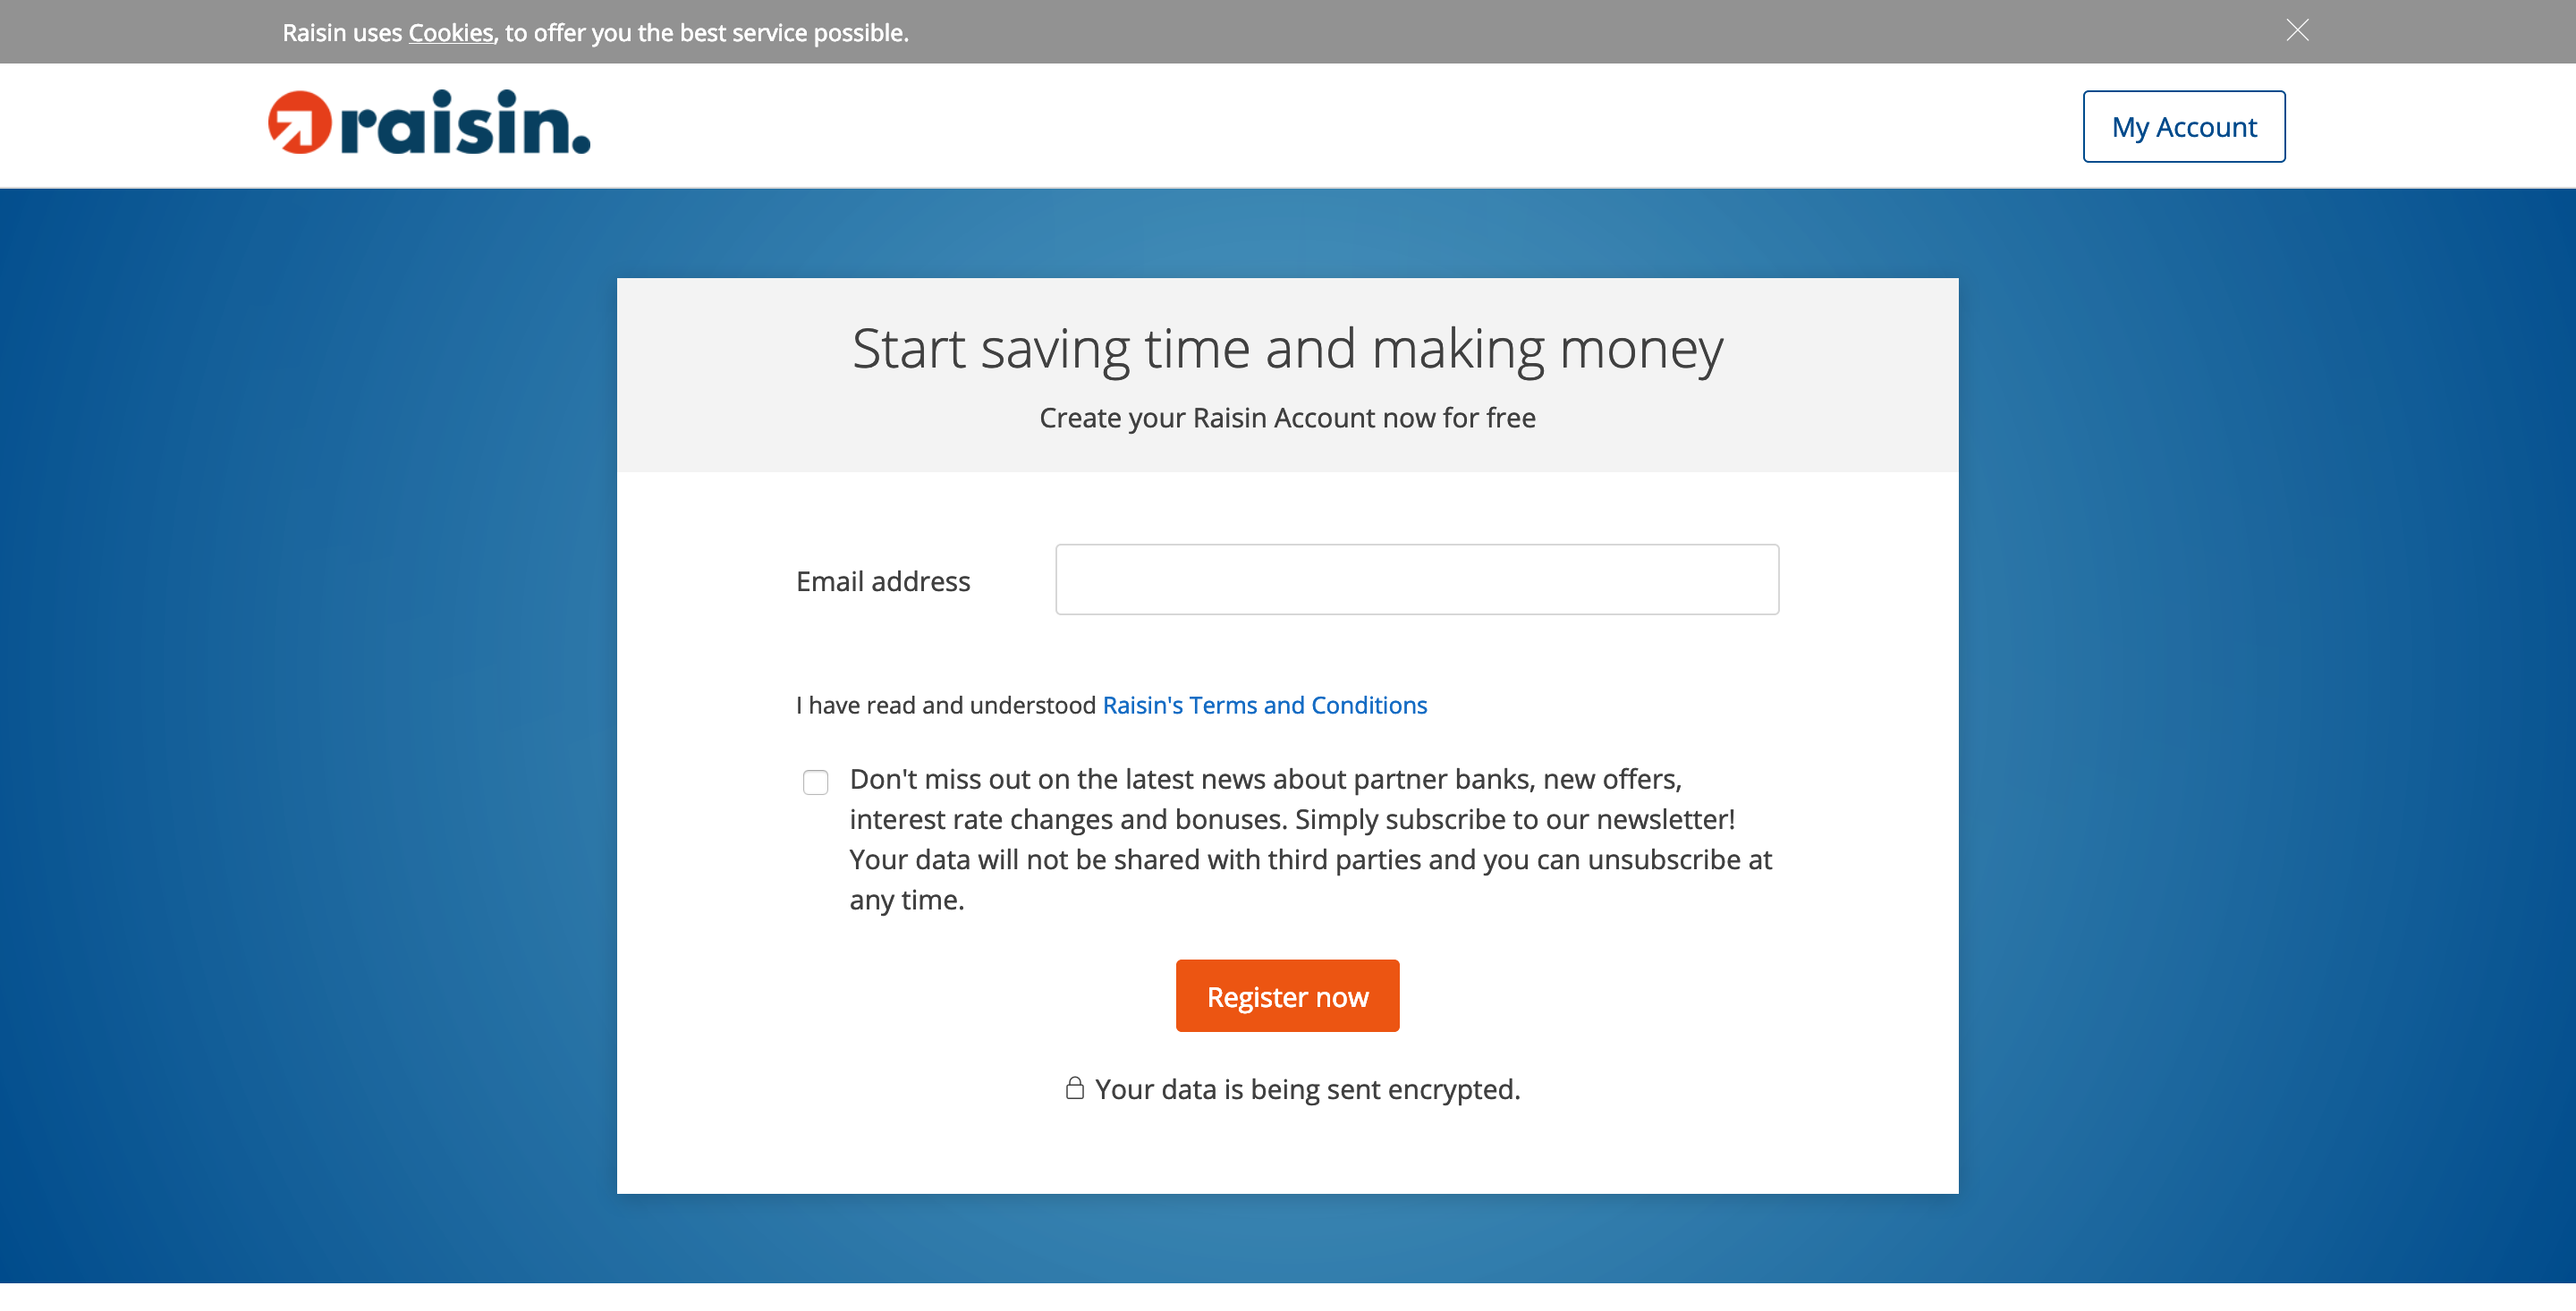 Raisin uses Cookies, to offer you the best service possible.
raisin.
My Account
Start saving time and making money
Create your Raisin Account now for free
Email address
I have read and understood Raisin's Terms and Conditions
Don't miss out on the latest news about partner banks, new offers,
interest rate changes and bonuses. Simply subscribe to our newsletter!
Your data will not be shared with third parties and you can unsubscribe at
any time.
Register now
Your data is being sent encrypted.